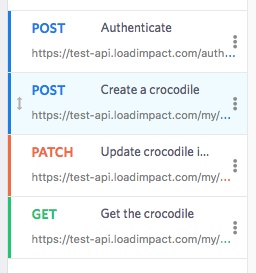 POST Authenticate
https://test-api.loadimpact.com/auth...
POST Create a crocodile
https://test-api.loadimpact.com/my/...
PATCH Update crocodile i...
https://test-api.loadimpact.com/my/...
GET Get the crocodile
https://test-api.loadimpact.com/my/...